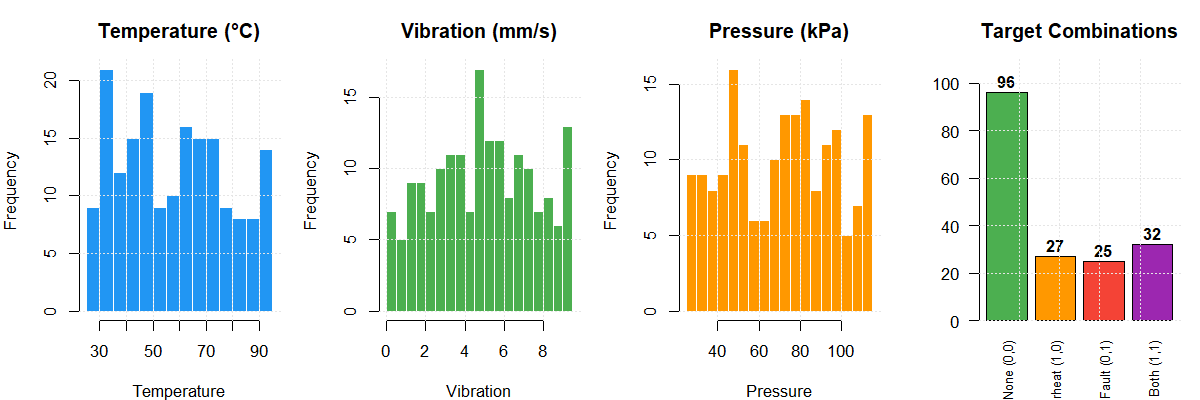 Temperature (°C)
20
15
10
5
0
Frequency
30
50
70
90
Temperature
Vibration (mm/s)
15
10
5
0
Frequency
0
2
4
6
8
Vibration
Pressure (kPa)
15
10
5
0
Frequency
40
60
80
100
Pressure
Target Combinations
100
80
60
40
20
0
96
27
25
32
None (0,0)
rheat (1,0)
Fault (0,1)
Both (1,1)